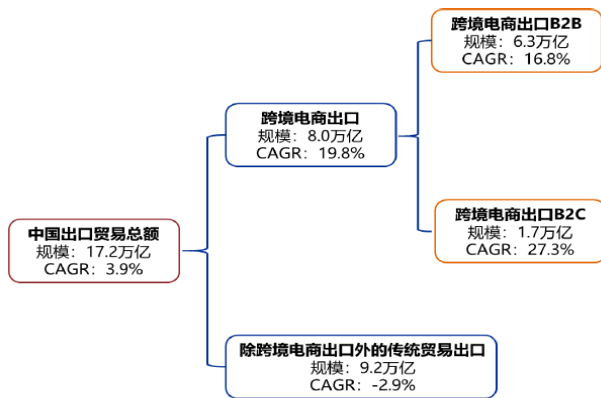 跨境电商出口B2B
规模：6.3万亿
CAGR：16.8%
跨境电商出口
规模：8.0万亿
CAGR：19.8%
中国出口贸易总额
规模：17.2万亿
CAGR：3.9%
跨境电商出口B2C
规模：1.7万亿
CAGR：27.3%
除跨境电商出口外的传统贸易出口
规模：9.2万亿
CAGR：-2.9%